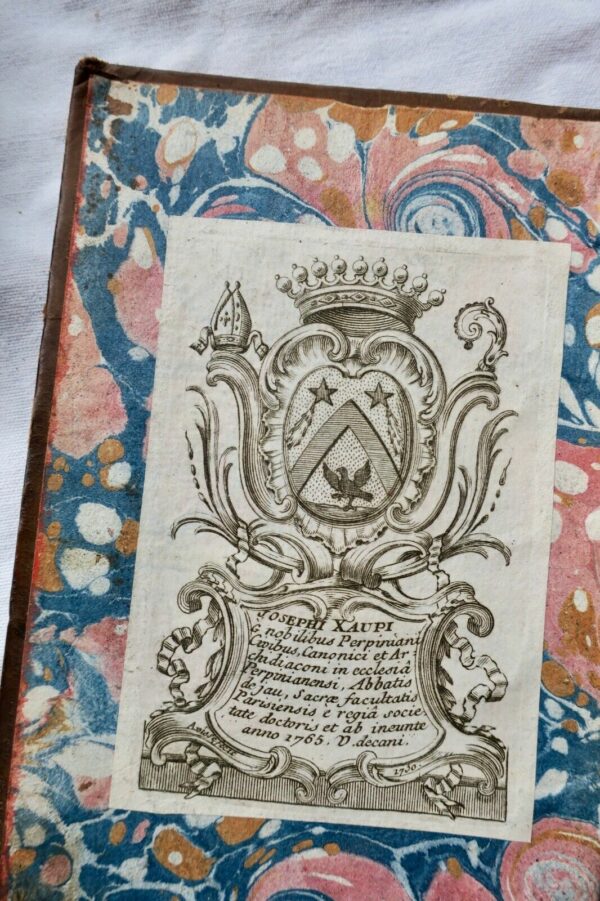 JOSEPHI XAUPI
è nobilibus Perpiniani
Civibus, Canonici et Ar-
chidiaconi in ecclesiâ
Perpinianensi, Abbatis
de jau, Sacræ facultatis
Parisiensis è regiâ socie-
tate doctoris et ab ineunte
anno 1765. V. decani.
1750.